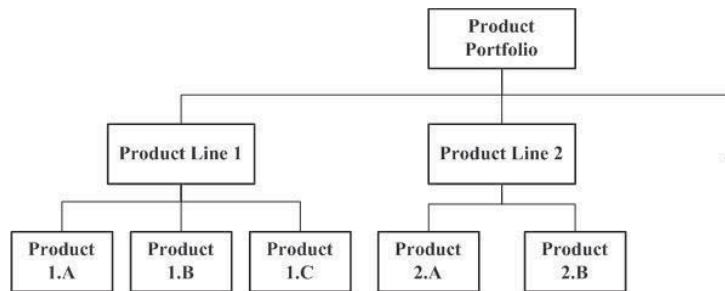 Product
Portfolio
Product Line 1
Product Line 2
Product
1.A
Product
1.B
Product
1.C
Product
2.A
Product
2.B